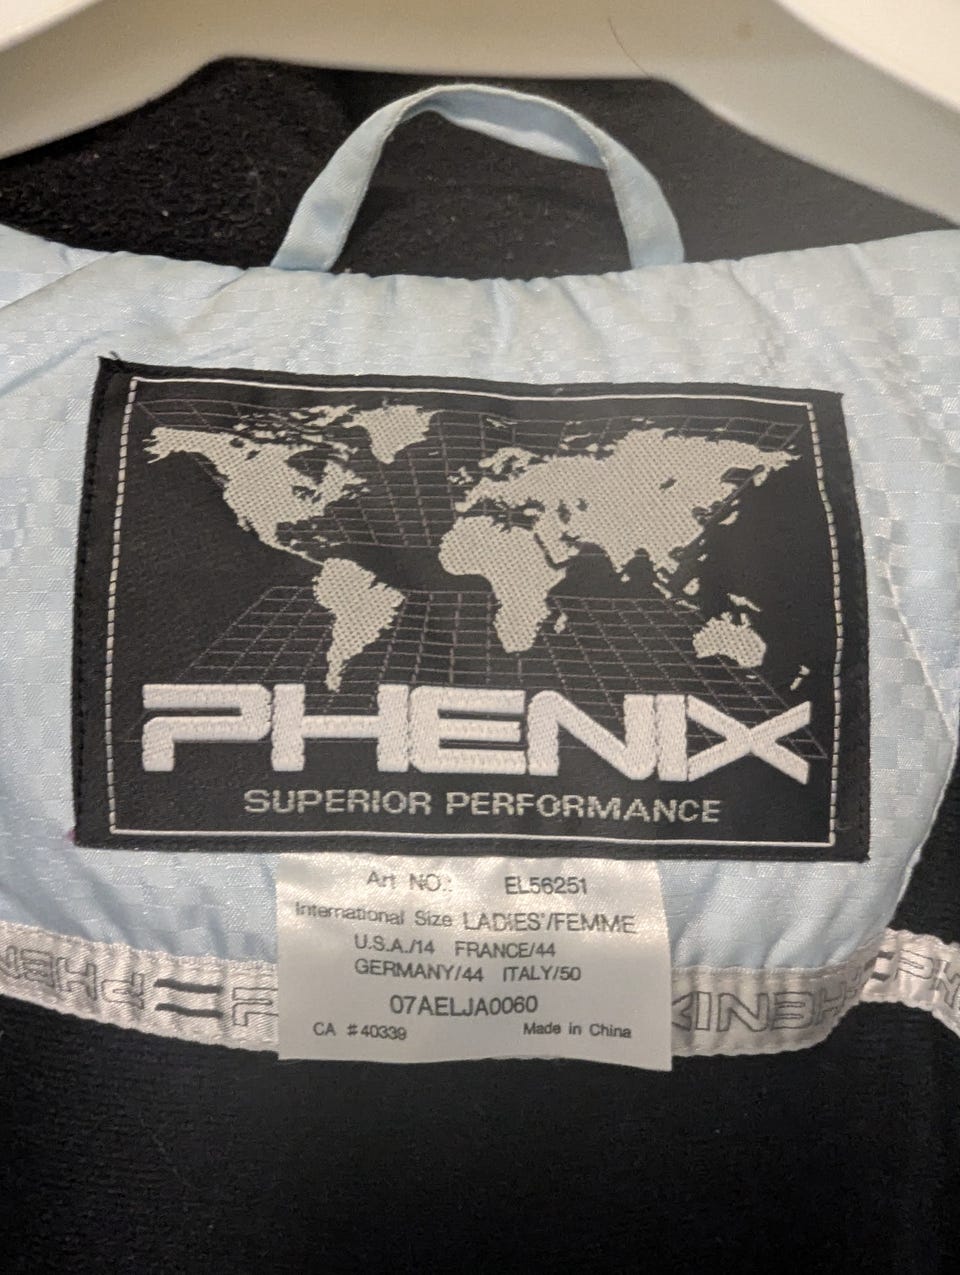 PHENIX
SUPERIOR PERFORMANCE
Art NO.: EL56251
International Size LADIES'/FEMME
U.S.A./14 FRANCE/44
GERMANY/44 ITALY/50
07AELJA0060
CA #40339 Made in China
PHENIX